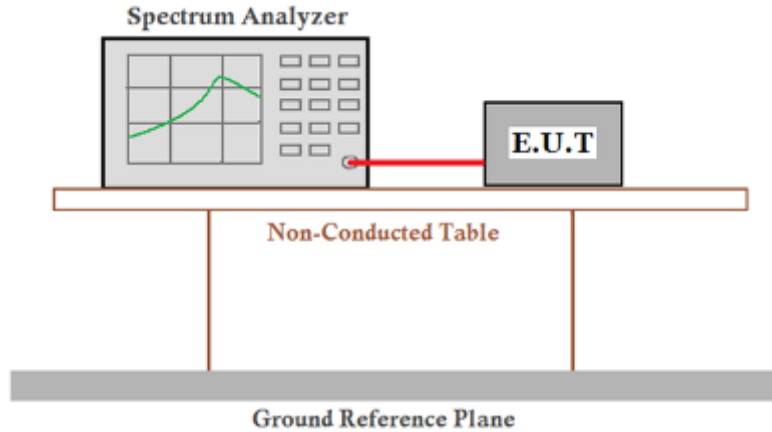 Spectrum Analyzer
E.U.T
Non-Conducted Table
Ground Reference Plane